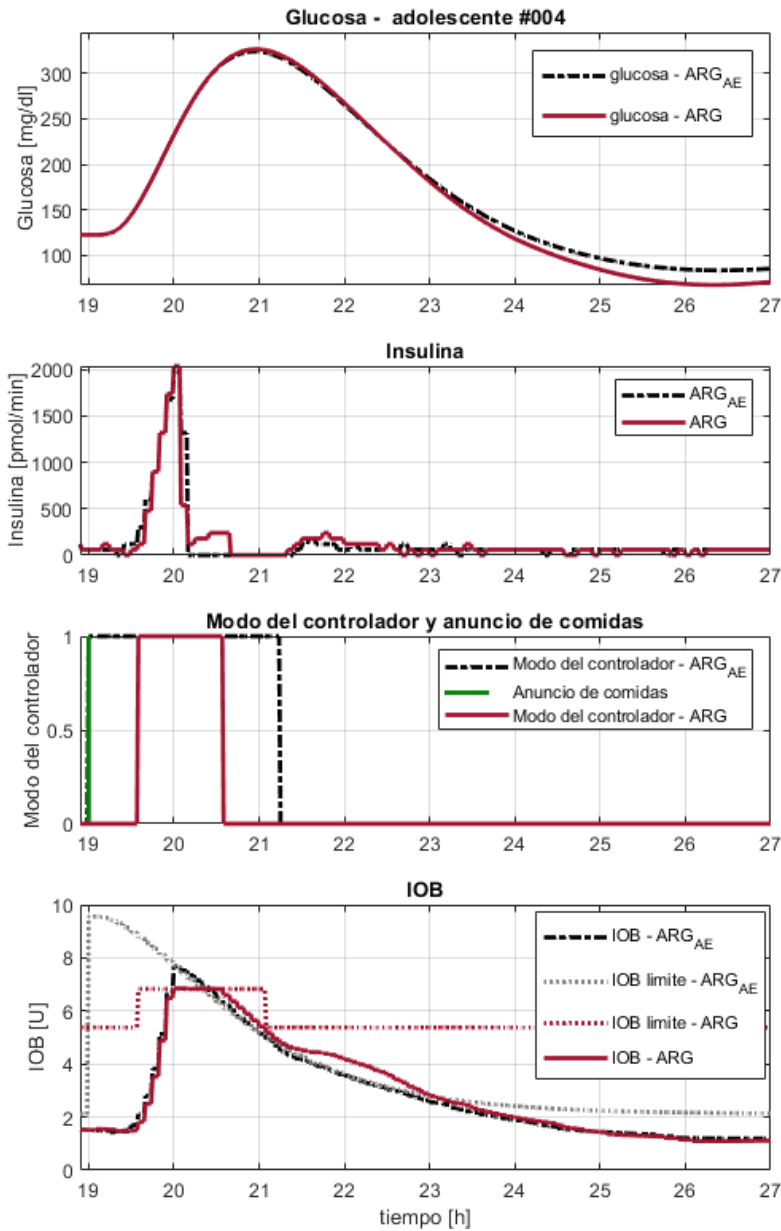 Glucosa - adolescente #004
Glucosa [mg/dl]
300
250
200
150
100
glucosa - ARG_AE
glucosa - ARG
19 20 21 22 23 24 25 26 27
Insulina
Insulina [pmol/min]
2000
1500
1000
500
0
ARG_AE
ARG
19 20 21 22 23 24 25 26 27
Modo del controlador y anuncio de comidas
Modo del controlador
1
0.5
0
Modo del controlador - ARG_AE
Anuncio de comidas
Modo del controlador - ARG
19 20 21 22 23 24 25 26 27
IOB
IOB [U]
10
8
6
4
2
0
IOB - ARG_AE
IOB limite - ARG_AE
IOB limite - ARG
IOB - ARG
19 20 21 22 23 24 25 26 27
tiempo [h]